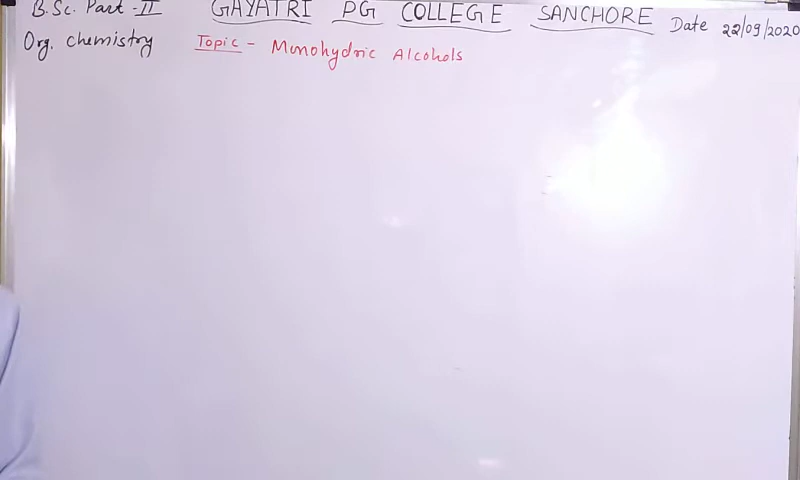 B.Sc. Part-II GAYATRI PG COLLEGE SANCHORE Date 22/09/2020
Org. Chemistry Topic - Monohydric Alcohols